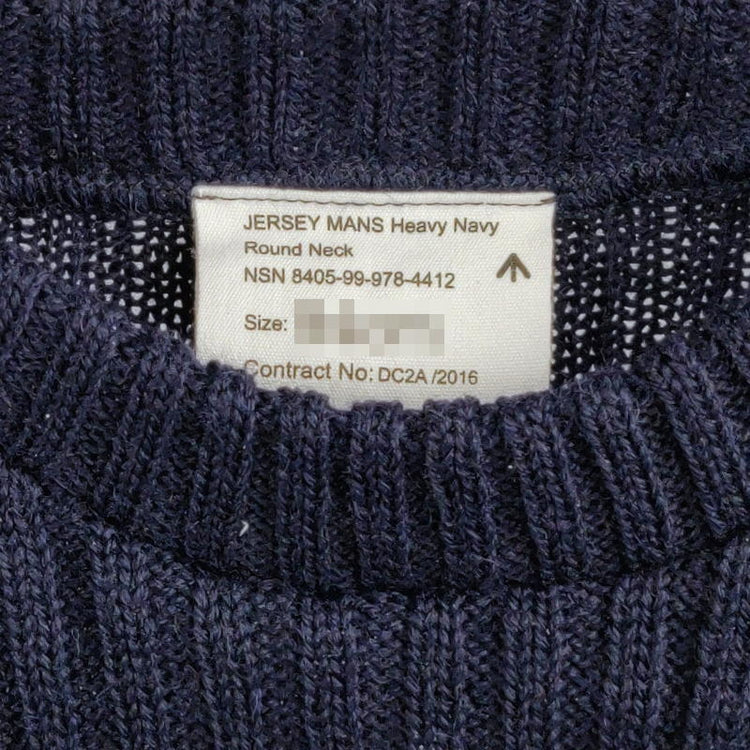 JERSEY MANS Heavy Navy
Round Neck
NSN 8405-99-978-4412
Size:
Contract No: DC2A /2016